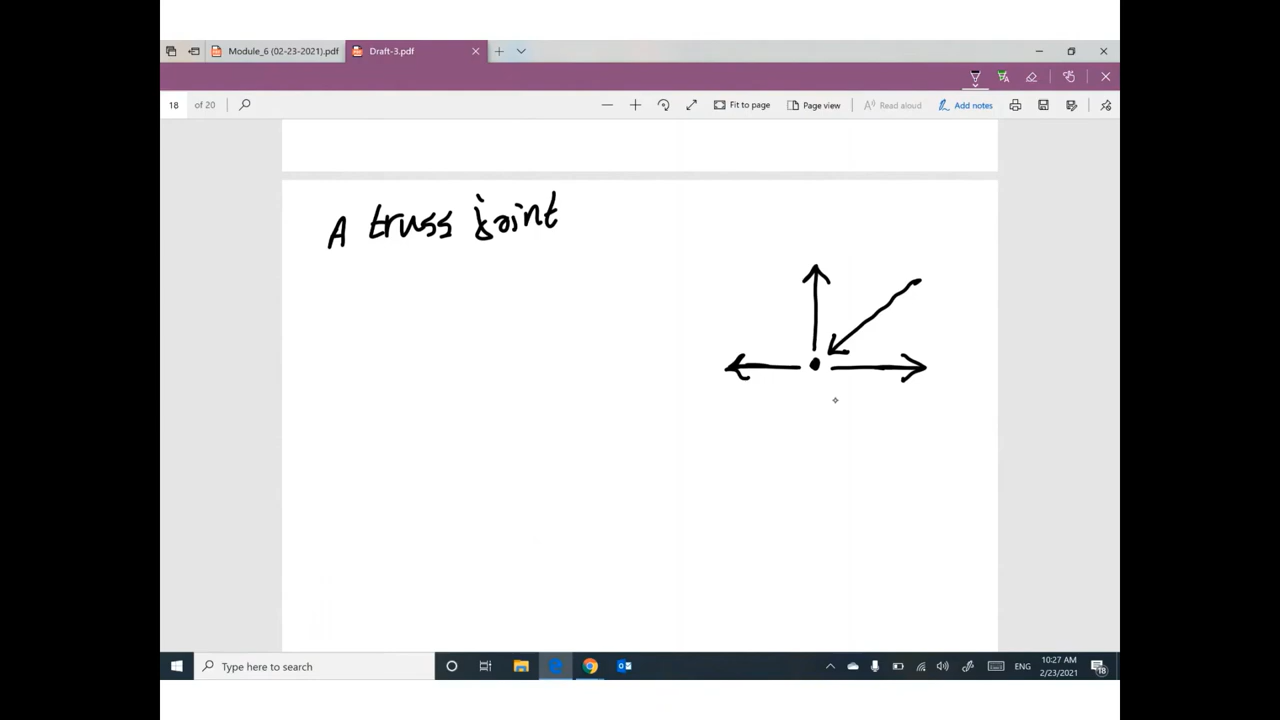 Module_6 (02-23-2021).pdf
Draft-3.pdf
18 of 20
Fit to page
Page view
Read aloud
Add notes
A truss joint
Type here to search
ENG
10:27 AM
2/23/2021
18